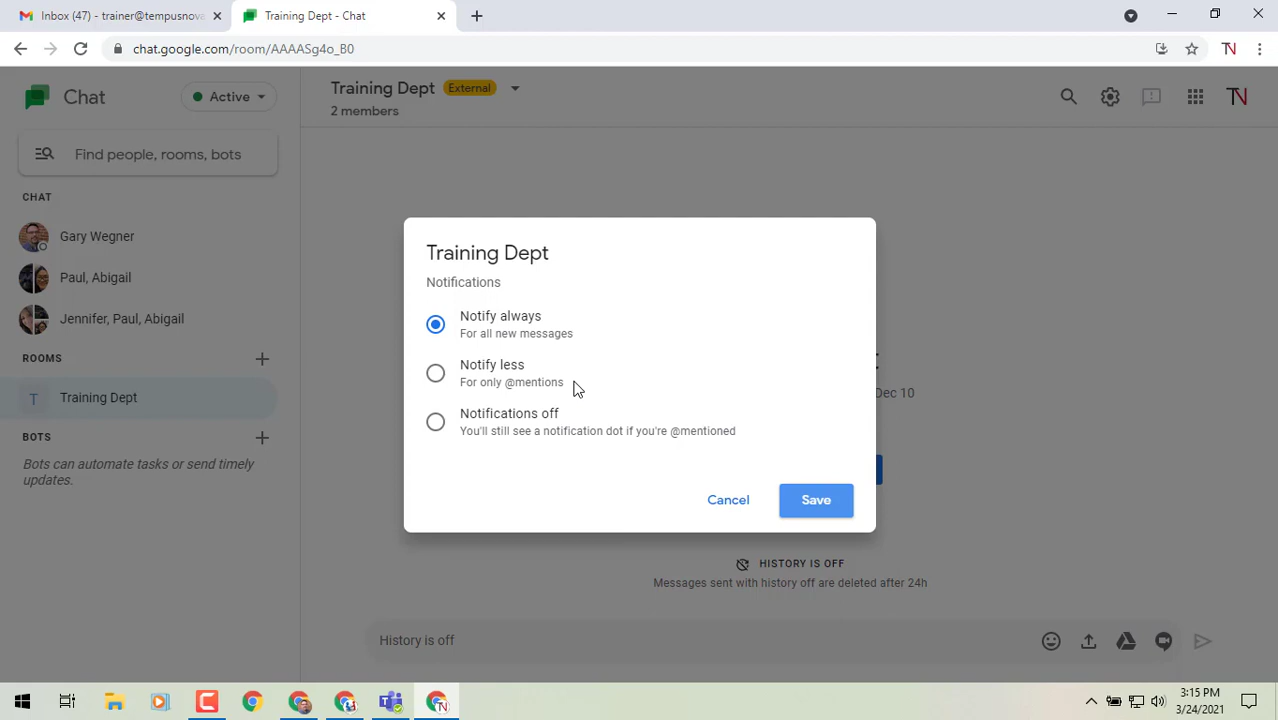 Inbox (47) - trainer@tempusnova
Training Dept - Chat
chat.google.com/room/AAAASg4o_B0
Chat
Active
Training Dept External
2 members
TN
Find people, rooms, bots
CHAT
Gary Wegner
Paul, Abigail
Jennifer, Paul, Abigail
ROOMS
T Training Dept
BOTS
Bots can automate tasks or send timely
updates.
Training Dept
Notifications
Notify always
For all new messages
Notify less
For only @mentions
Notifications off
You'll still see a notification dot if you're @mentioned
Cancel
Save
Dec 10
HISTORY IS OFF
Messages sent with history off are deleted after 24h
History is off
3:15 PM
3/24/2021